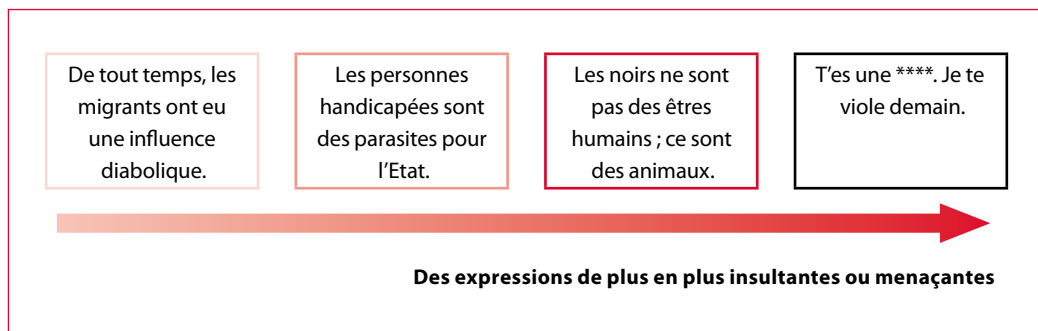 De tout temps, les
migrants ont eu
une influence
diabolique.
Les personnes
handicapées sont
des parasites pour
l'Etat.
Les noirs ne sont
pas des êtres
humains ; ce sont
des animaux.
T'es une ****. Je te
viole demain.
Des expressions de plus en plus insultantes ou menaçantes